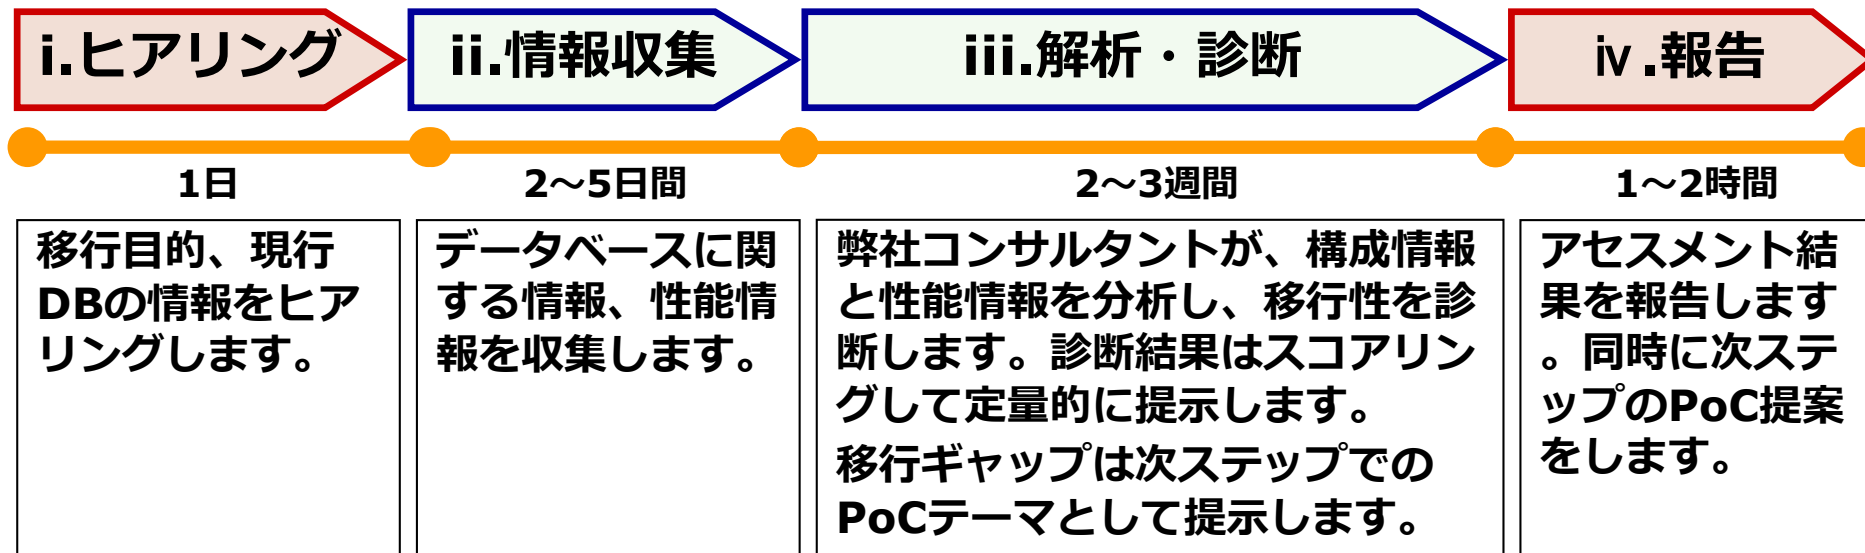 i.ヒアリング
ii.情報収集
iii.解析・診断
ⅳ.報告
1日
2～5日間
2～3週間
1～2時間
移行目的、現行
DBの情報をヒア
リングします。
データベースに関
する情報、性能情
報を収集します。
弊社コンサルタントが、構成情報
と性能情報を分析し、移行性を診
断します。診断結果はスコアリン
グして定量的に提示します。
移行ギャップは次ステップでの
PoCテーマとして提示します。
アセスメント結
果を報告します
。同時に次ステ
ップのPoC提案
をします。